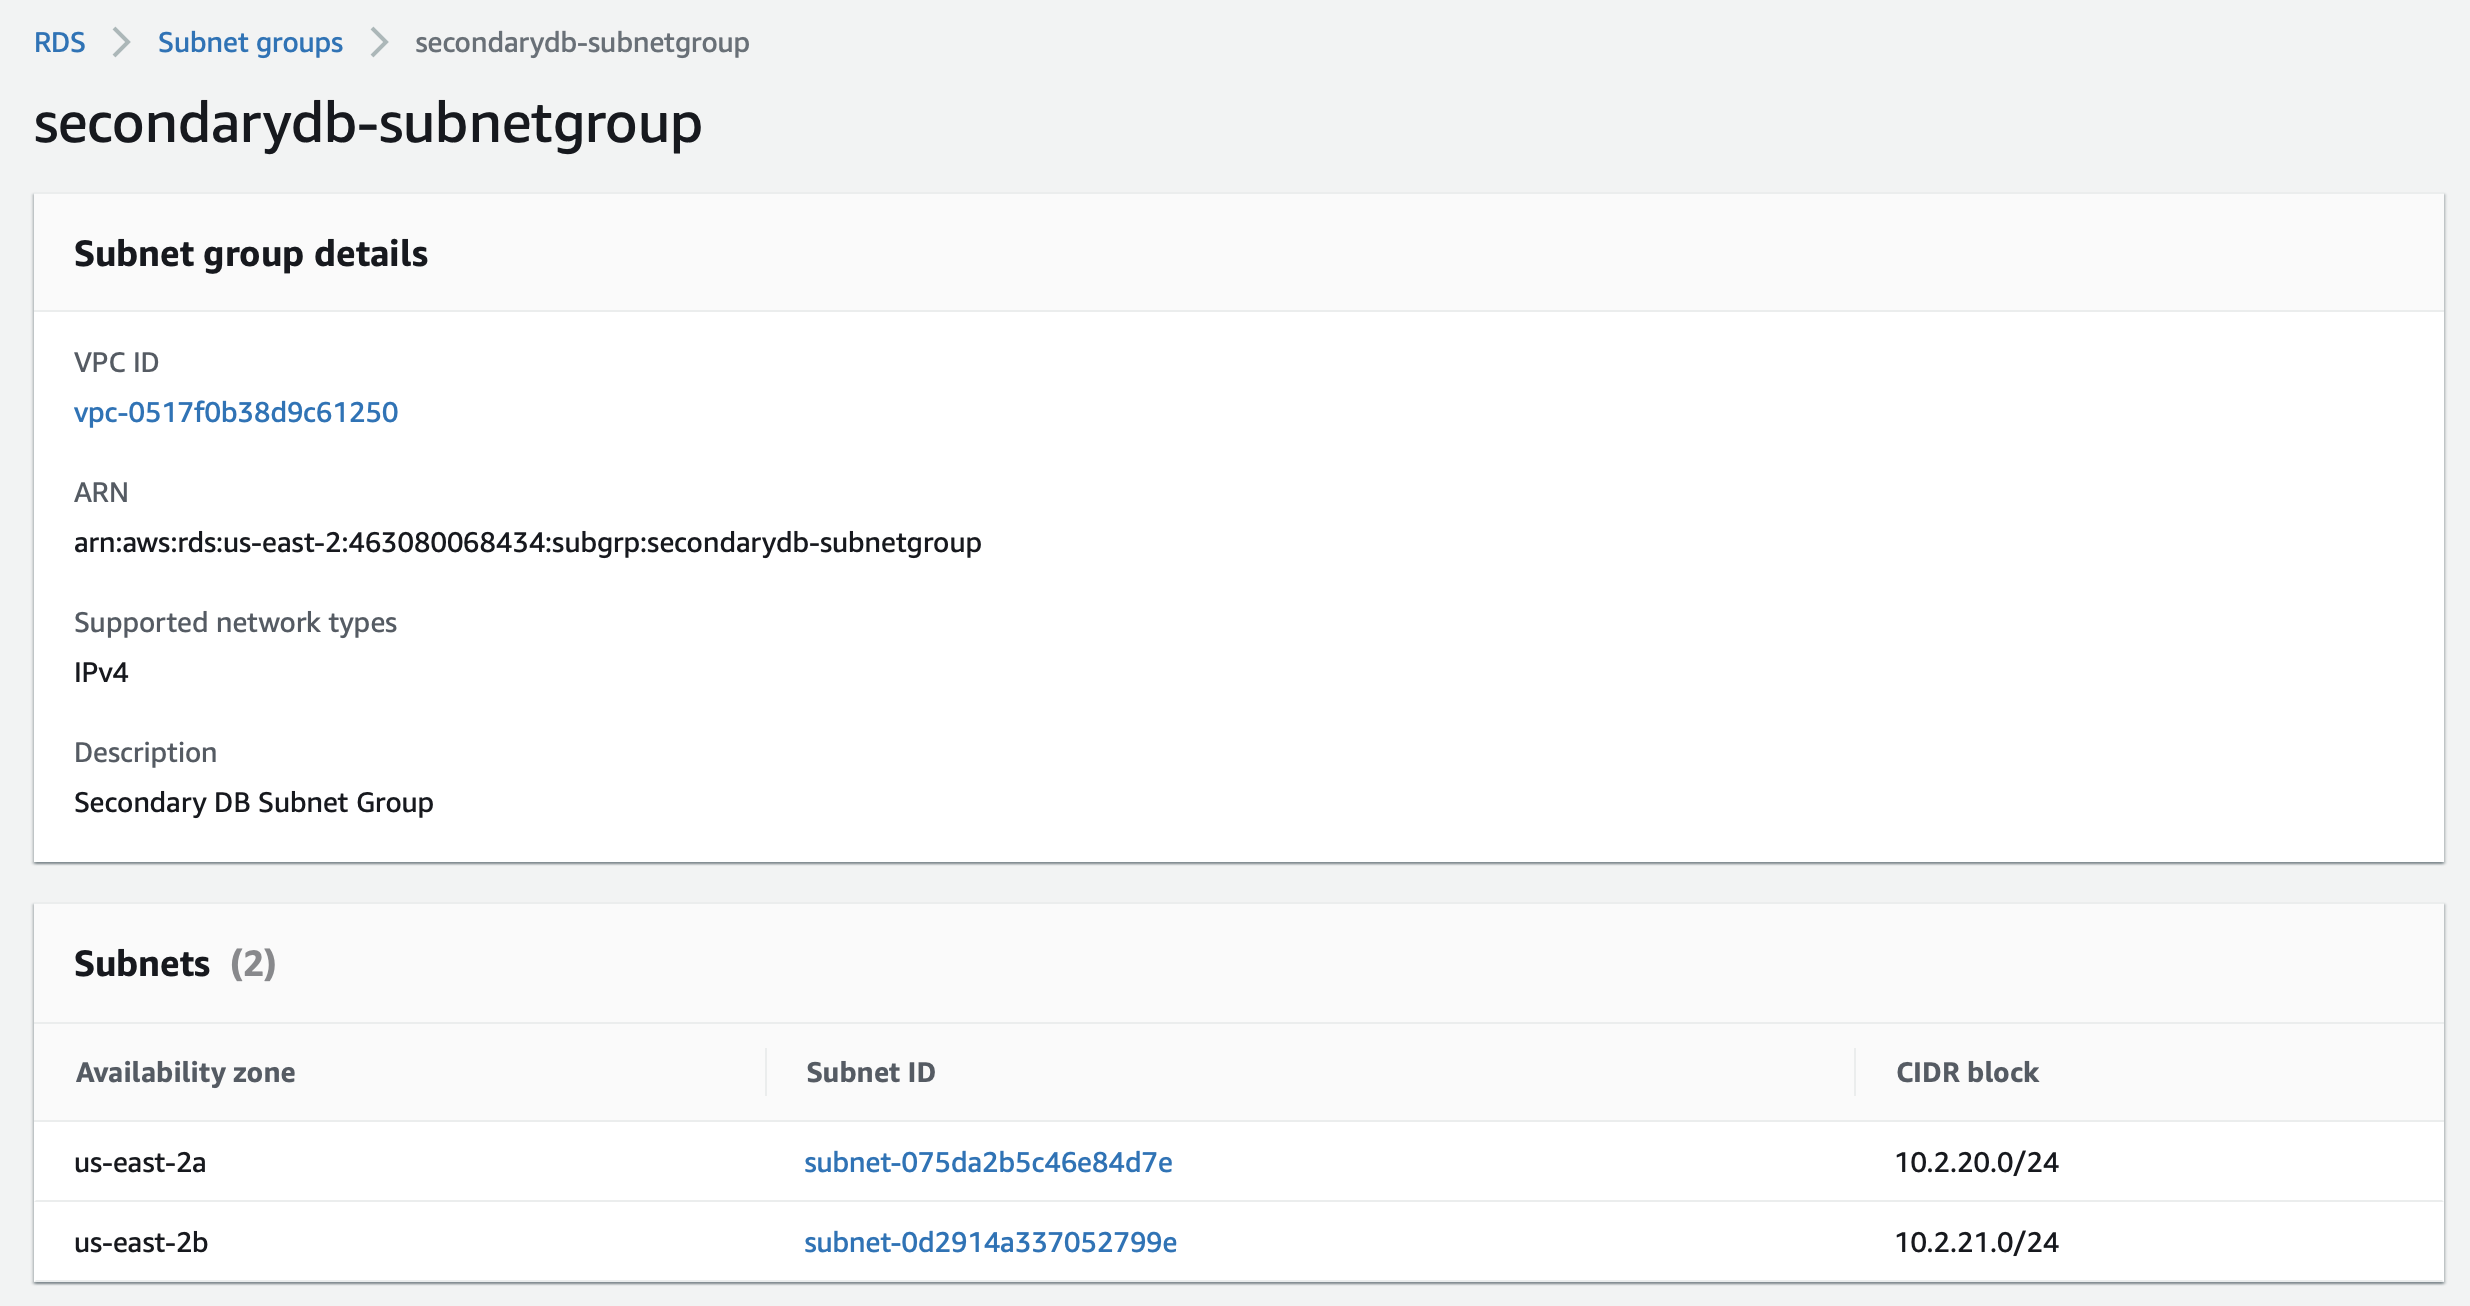 RDS > Subnet groups > secondarydb-subnetgroup
secondarydb-subnetgroup
Subnet group details
VPC ID
vpc-0517f0b38d9c61250
ARN
arn:aws:rds:us-east-2:463080068434:subgrp:secondarydb-subnetgroup
Supported network types
IPv4
Description
Secondary DB Subnet Group
Subnets (2)
Availability zone Subnet ID CIDR block
us-east-2a subnet-075da2b5c46e84d7e 10.2.20.0/24
us-east-2b subnet-0d2914a337052799e 10.2.21.0/24